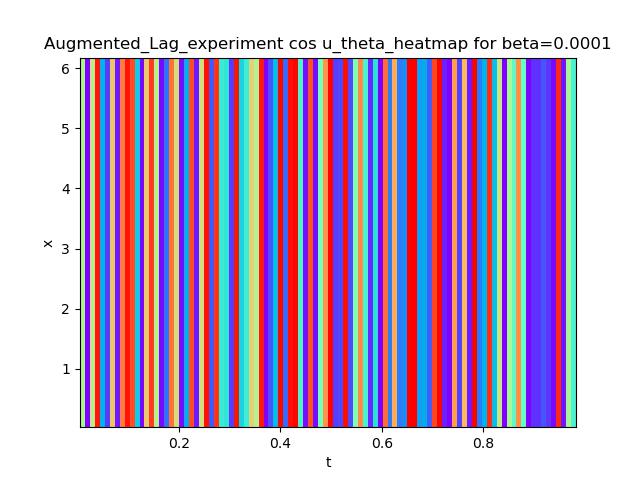 Augmented_Lag_experiment cos u_theta_heatmap for beta=0.0001
6
5
4
3
2
1
x
0.2 0.4 0.6 0.8
t